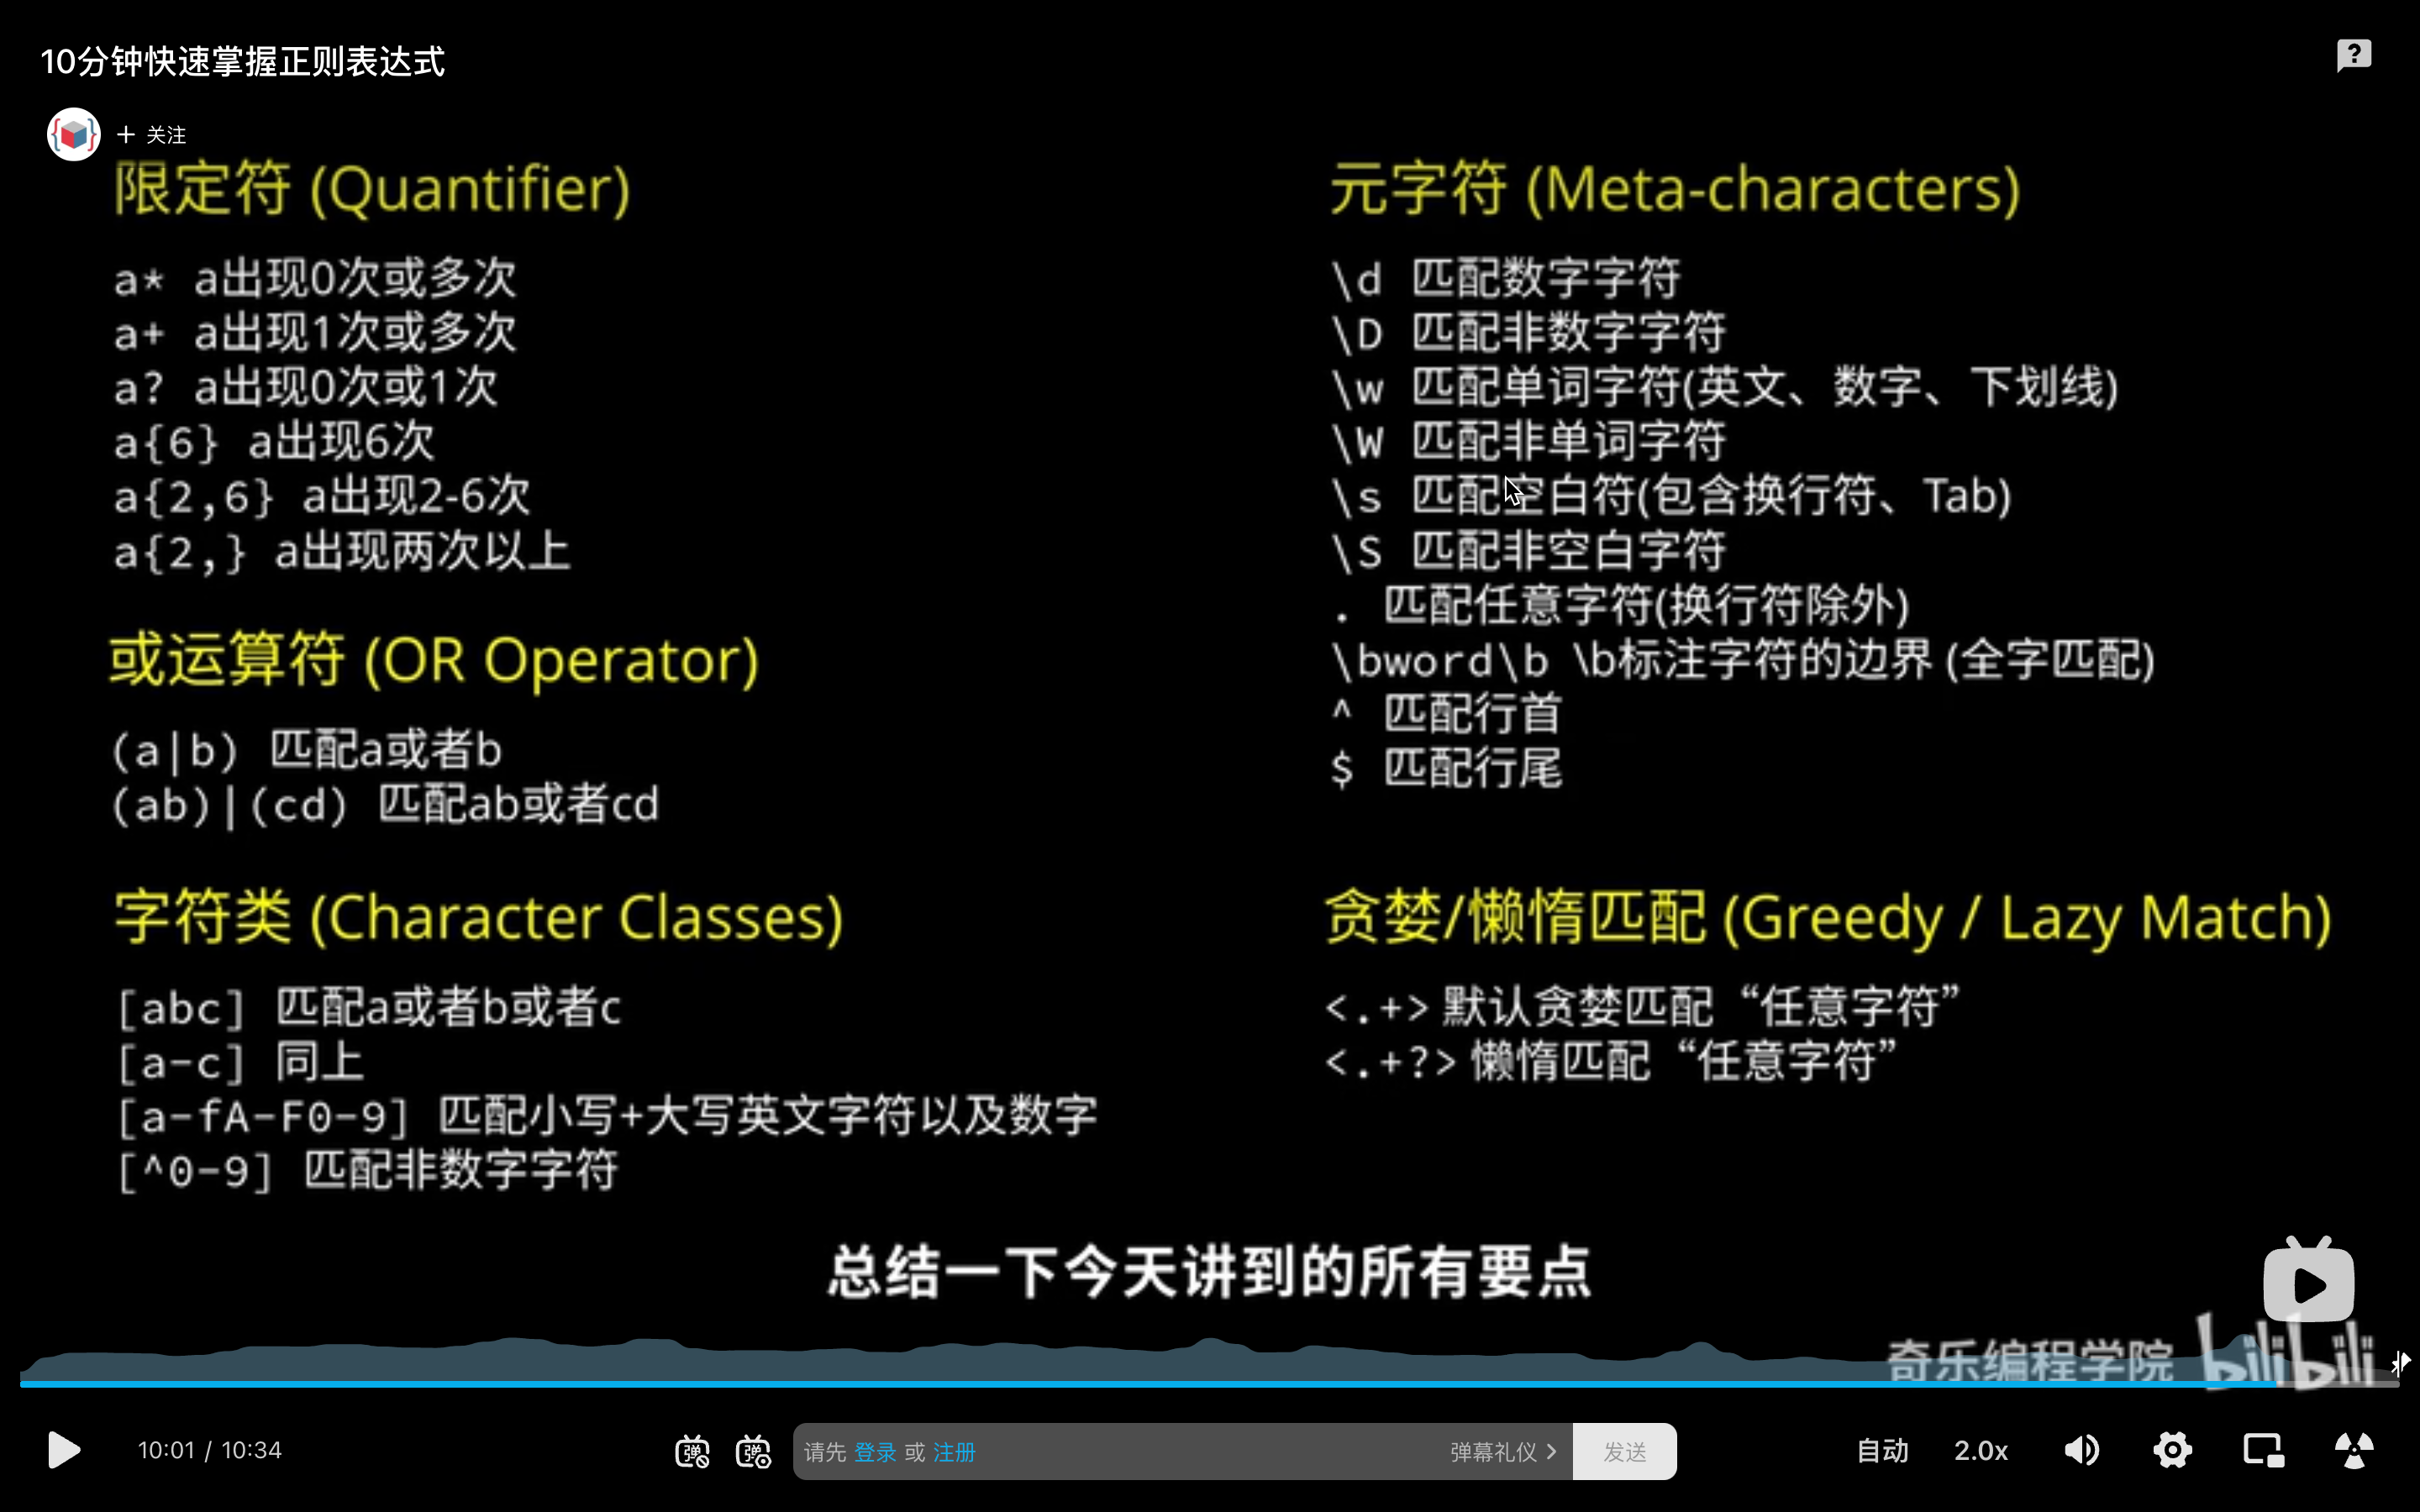 10分钟快速掌握正则表达式
+ 关注
限定符 (Quantifier)
a* a出现0次或多次
a+ a出现1次或多次
a? a出现0次或1次
a{6} a出现6次
a{2,6} a出现2-6次
a{2,} a出现两次以上
或运算符 (OR Operator)
(a|b) 匹配a或者b
(ab)|(cd) 匹配ab或者cd
字符类 (Character Classes)
[abc] 匹配a或者b或者c
[a-c] 同上
[a-fA-F0-9] 匹配小写+大写英文字符以及数字
[^0-9] 匹配非数字字符
元字符 (Meta-characters)
\d 匹配数字字符
\D 匹配非数字字符
\w 匹配单词字符(英文、数字、下划线)
\W 匹配非单词字符
\s 匹配空白符(包含换行符、Tab)
\S 匹配非空白字符
. 匹配任意字符(换行符除外)
\bword\b \b标注字符的边界 (全字匹配)
^ 匹配行首
$ 匹配行尾
贪婪/懒惰匹配 (Greedy / Lazy Match)
<.+> 默认贪婪匹配 “任意字符”
<.+?> 懒惰匹配 “任意字符”
总结一下今天讲到的所有要点
奇乐编程学院 bilibili
10:01 / 10:34
弹 弹
请先 登录 或 注册
弹幕礼仪 >
发送
自动
2.0x